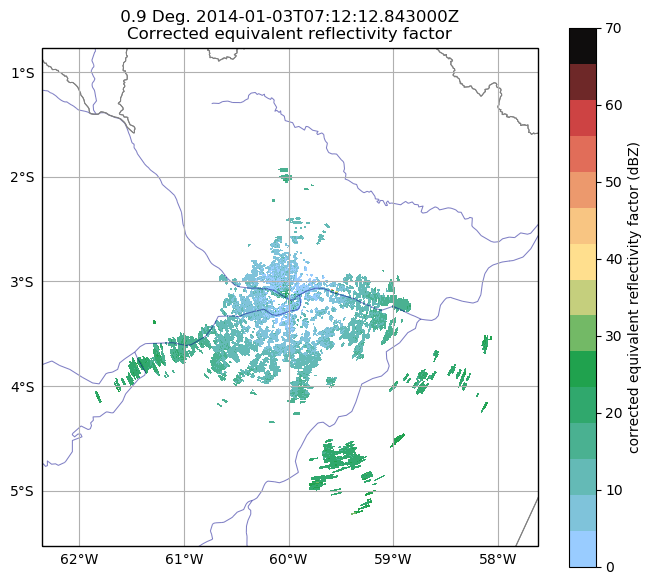 0.9 Deg. 2014-01-03T07:12:12.843000Z
Corrected equivalent reflectivity factor
1°S
2°S
3°S
4°S
5°S
62°W
61°W
60°W
59°W
58°W
70
60
50
40
30
20
10
0
corrected equivalent reflectivity factor (dBZ)